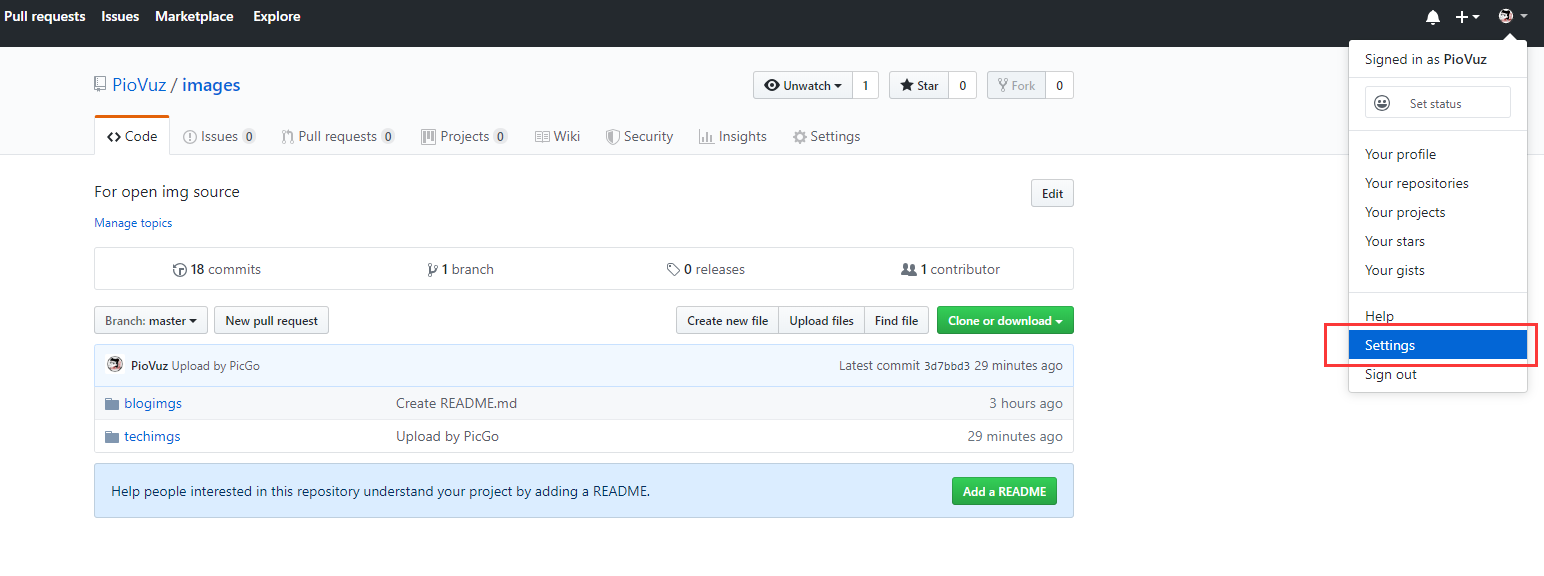 Pull requests Issues Marketplace Explore
Signed in as PioVuz
Set status
Your profile
Your repositories
Your projects
Your stars
Your gists
Help
Settings
Sign out
PioVuz / images
Unwatch 1 Star 0 Fork 0
Code Issues 0 Pull requests 0 Projects 0 Wiki Security Insights Settings
For open img source Edit
Manage topics
18 commits 1 branch 0 releases 1 contributor
Branch: master New pull request Create new file Upload files Find file Clone or download
PioVuz Upload by PicGo Latest commit 3d7bbd3 29 minutes ago
blogimgs Create README.md 3 hours ago
techimgs Upload by PicGo 29 minutes ago
Help people interested in this repository understand your project by adding a README. Add a README